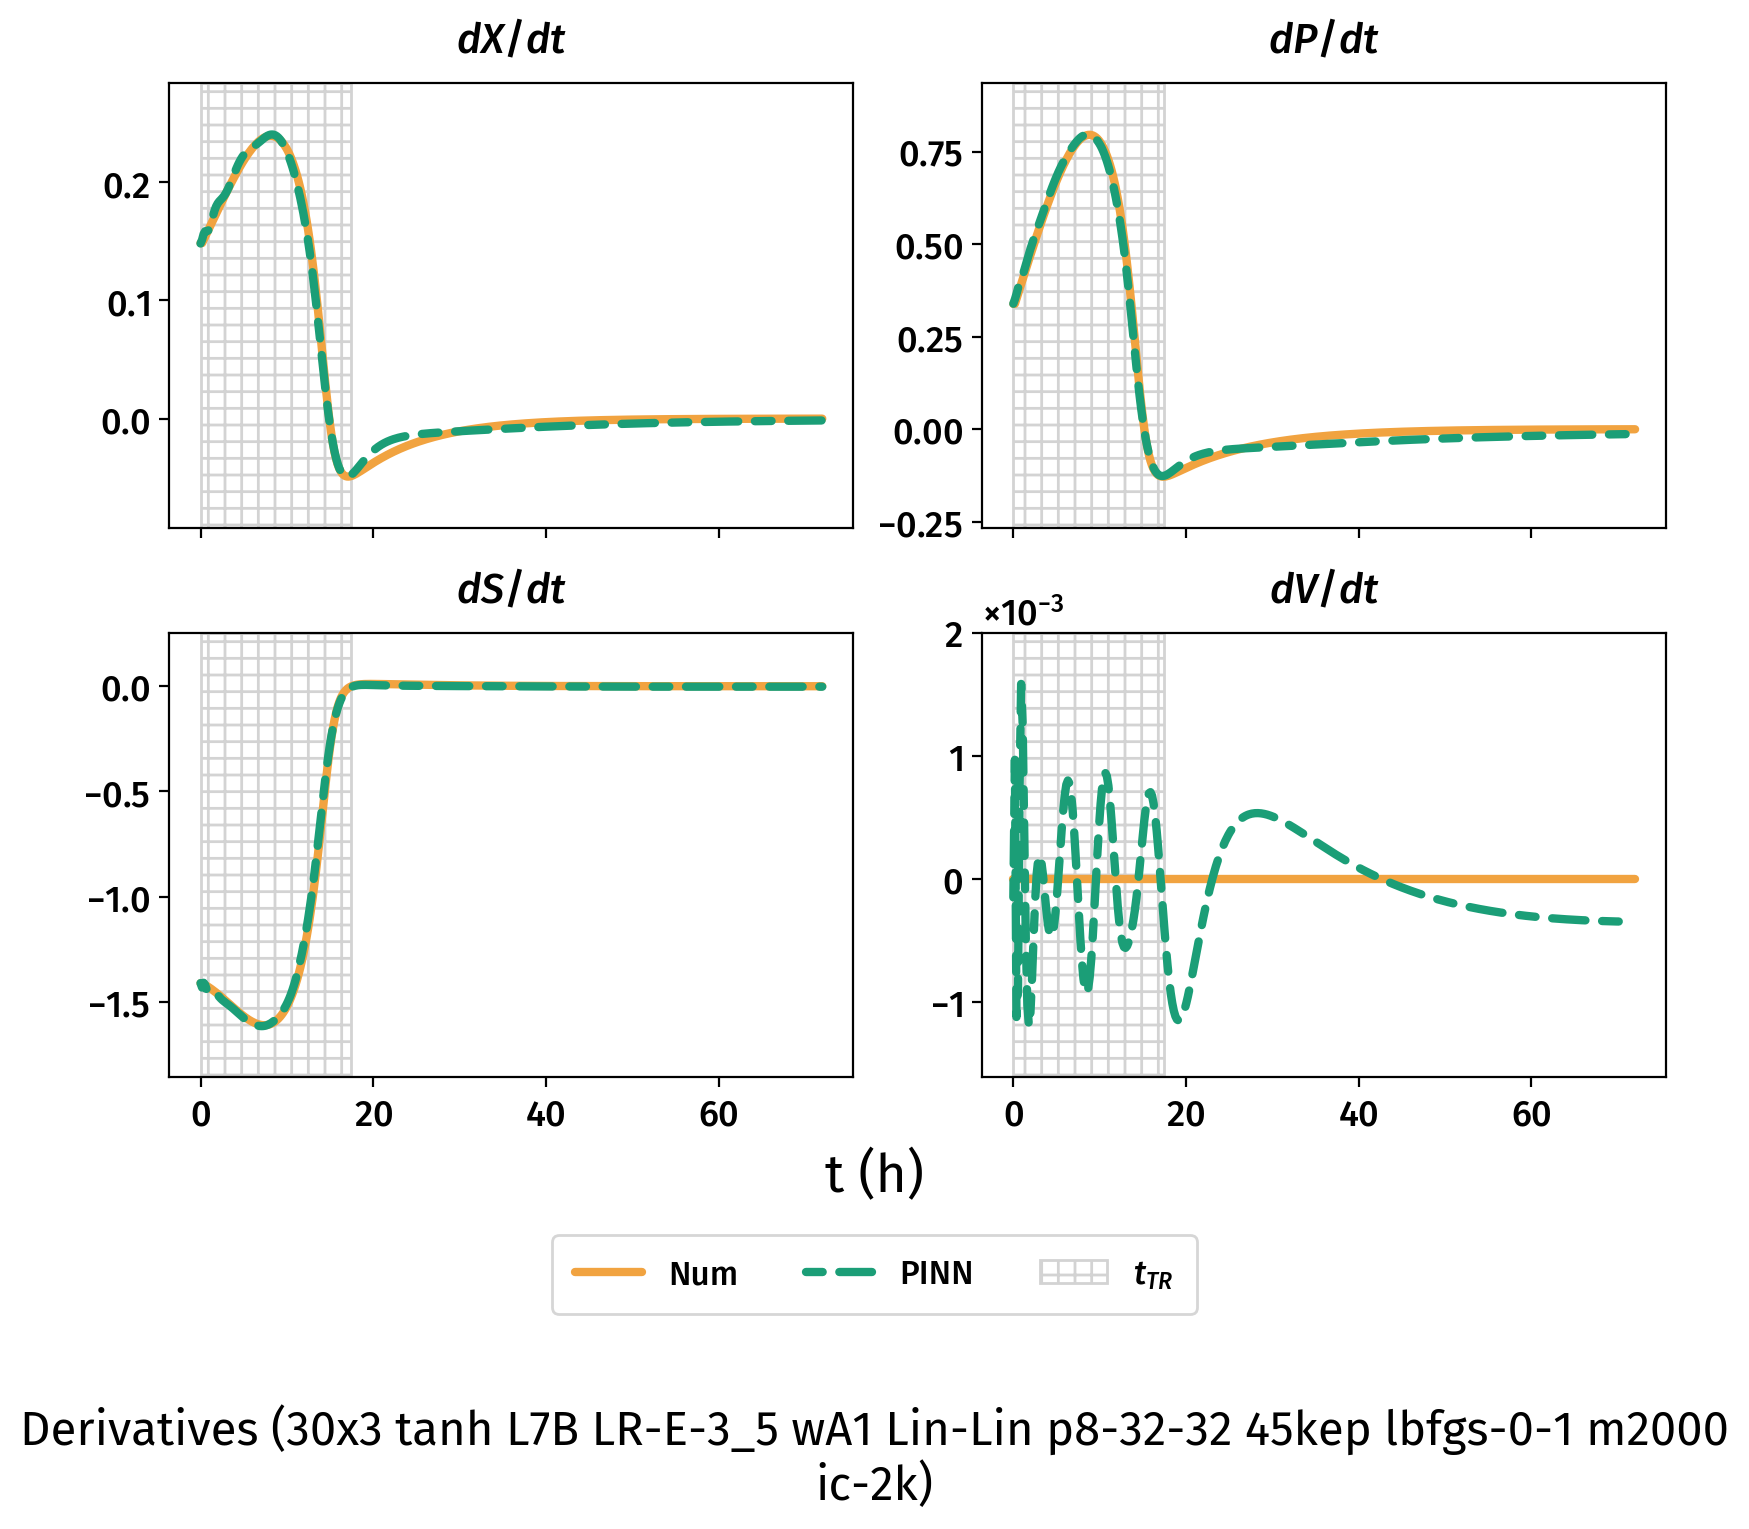 dX/dt
dP/dt
0.2
0.1
0.0
0.75
0.50
0.25
0.00
−0.25
dS/dt
dV/dt
×10⁻³
0.0
−0.5
−1.0
−1.5
2
1
0
−1
0 20 40 60
0 20 40 60
t (h)
Num PINN t_TR
Derivatives (30x3 tanh L7B LR-E-3_5 wA1 Lin-Lin p8-32-32 45kep lbfgs-0-1 m2000
ic-2k)